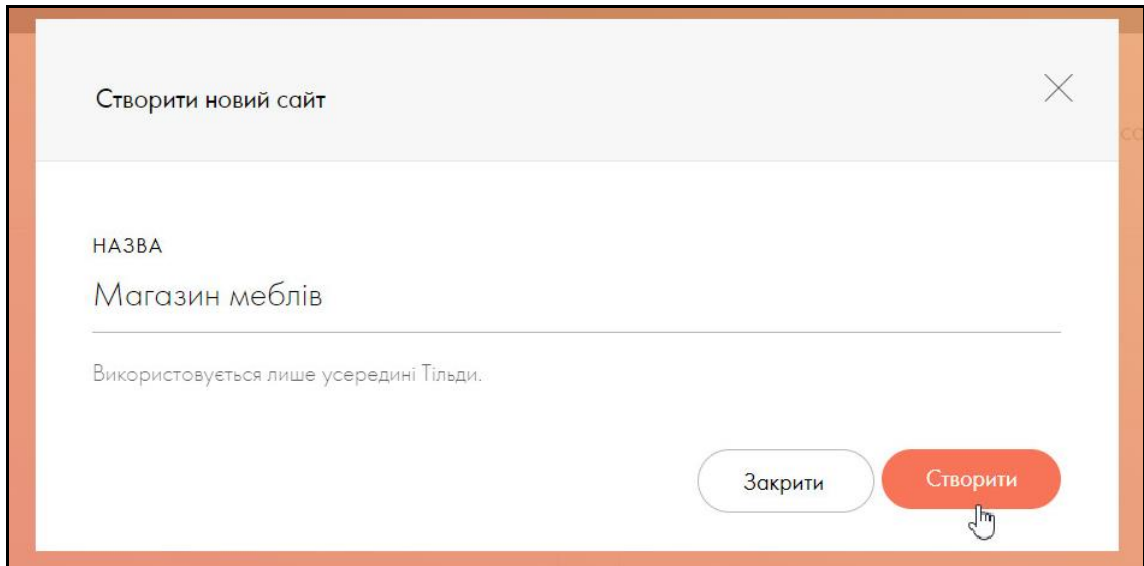 Створити новий сайт
НАЗВА
Магазин меблів
Використовується лише усередині Тільди.
Закрити
Створити